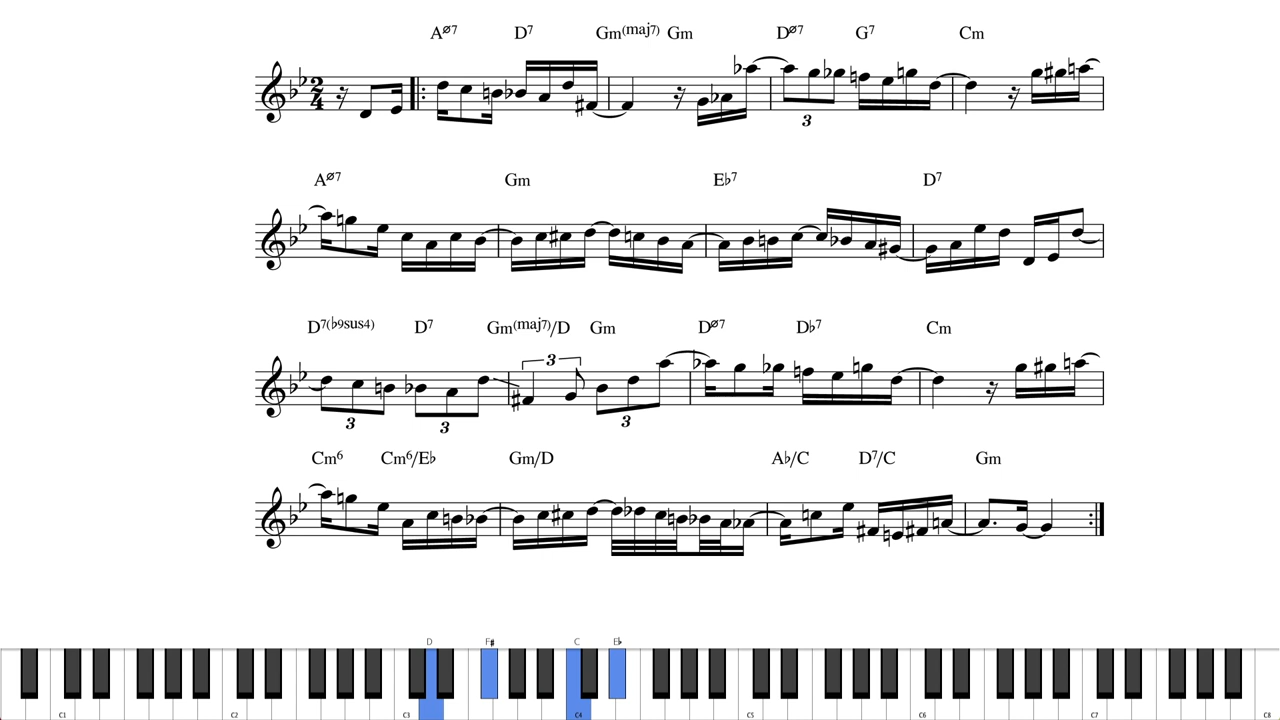 Aø7 D7 Gm(maj7) Gm Dø7 G7 Cm
2
4
3
Aø7 Gm E♭7 D7
D7(♭9sus4) D7 Gm(maj7)/D Gm Dø7 D♭7 Cm
3
3 3 3
Cm6 Cm6/E♭ Gm/D A♭/C D7/C Gm
D F♯ C E♭
C1 C2 C3 C4 C5 C6 C7 C8